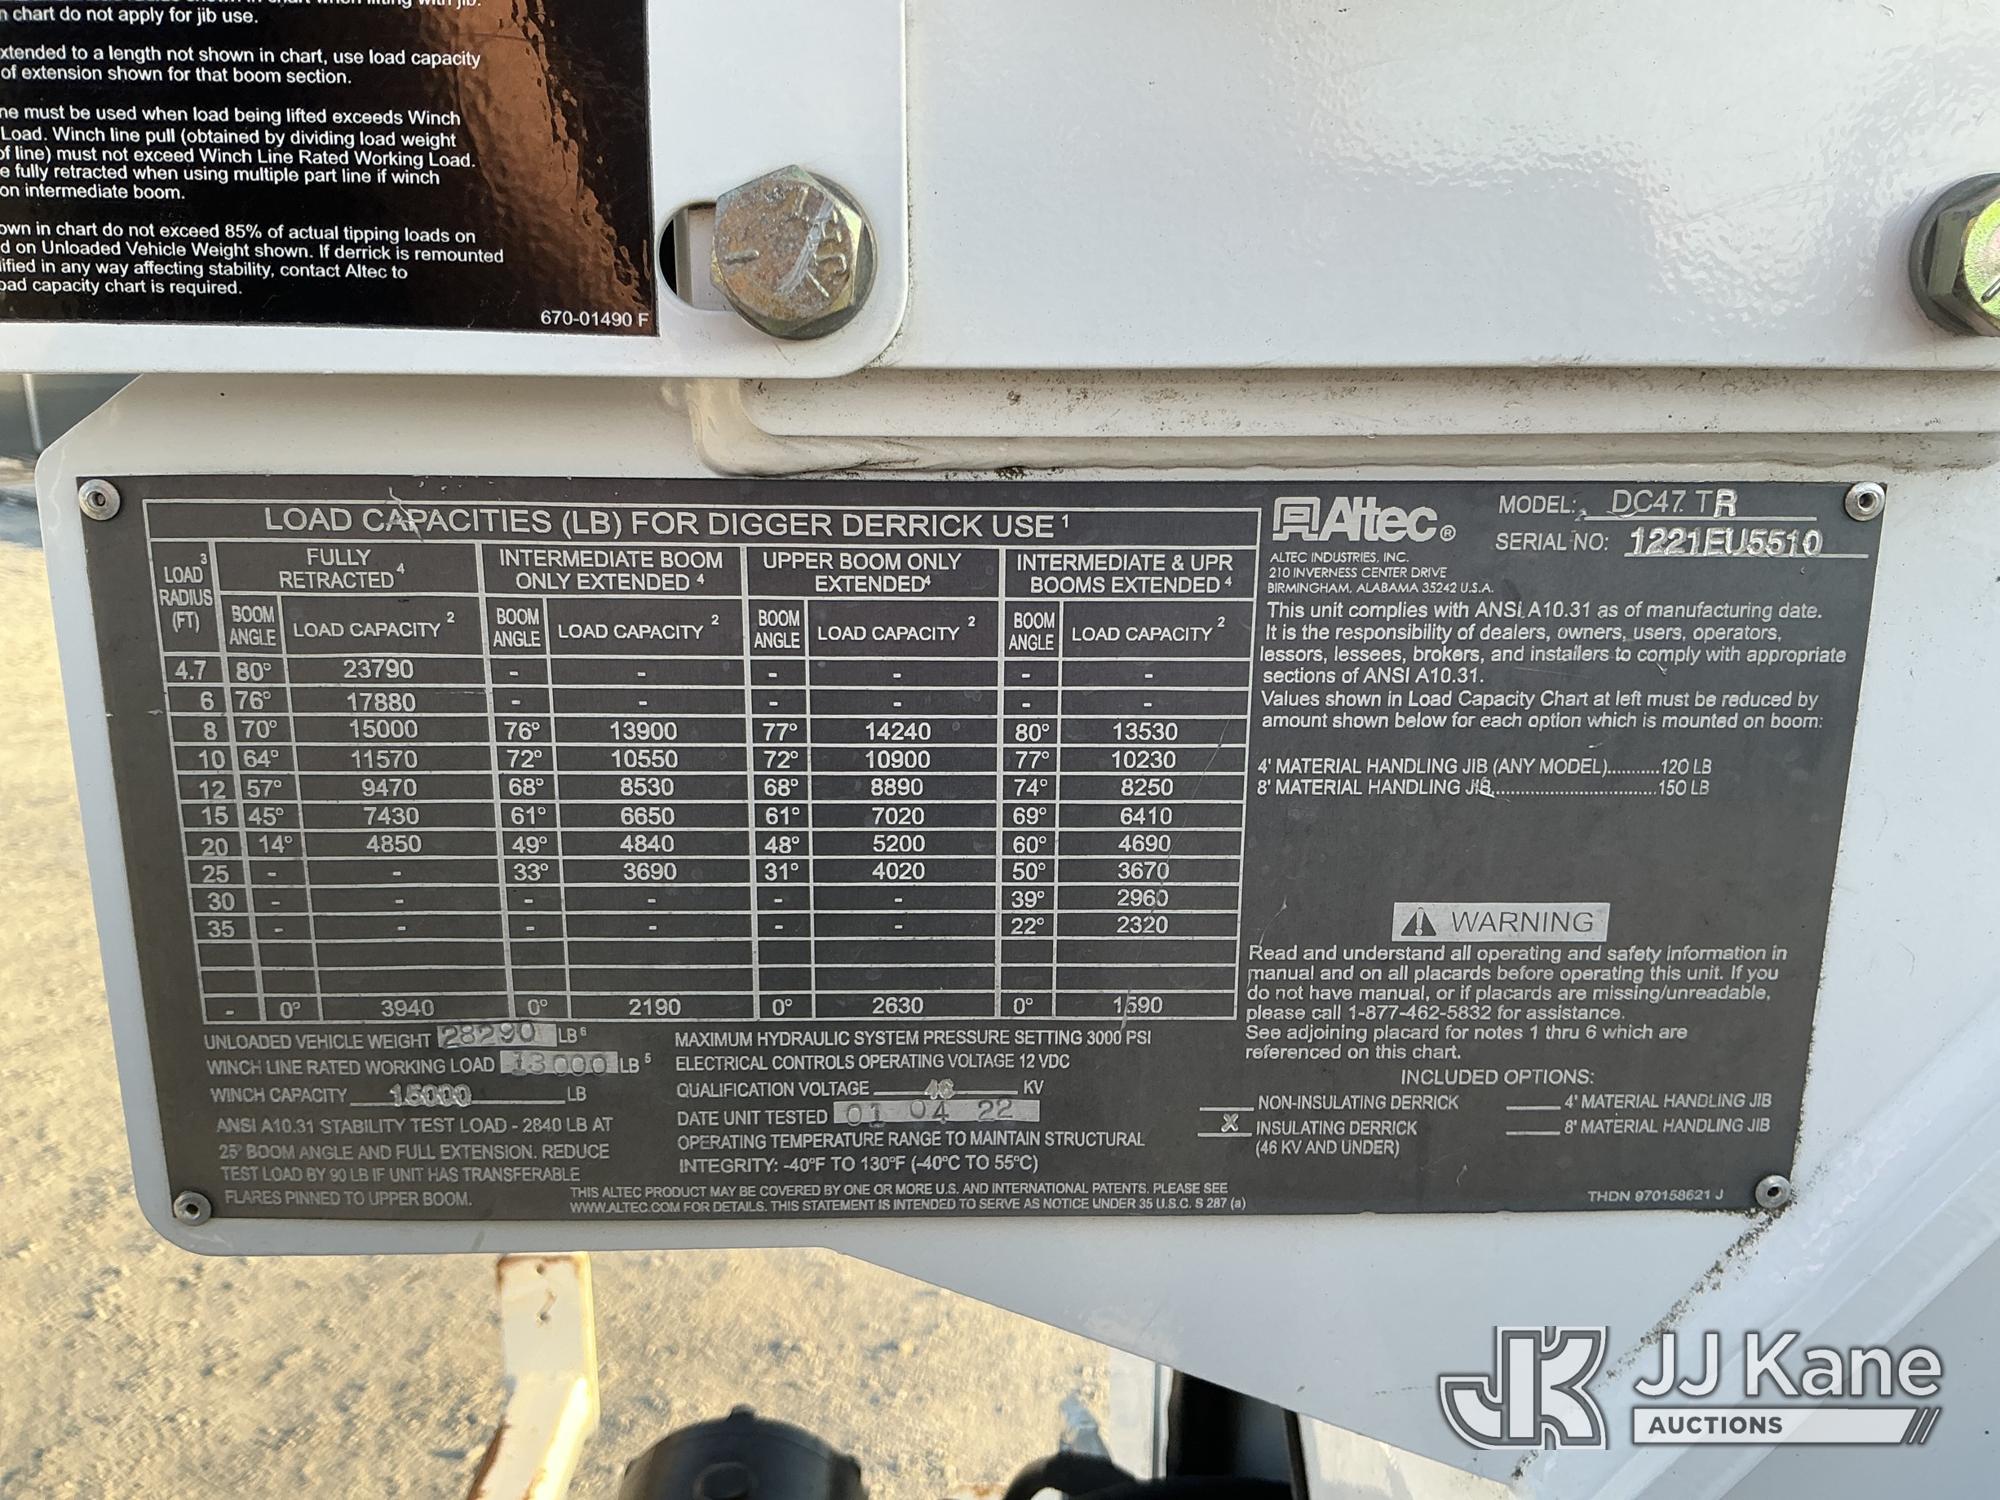 chart do not apply for jib use.
xtended to a length not shown in chart, use load capacity
of extension shown for that boom section.
ne must be used when load being lifted exceeds Winch
Load. Winch line pull (obtained by dividing load weight
of line) must not exceed Winch Line Rated Working Load.
e fully retracted when using multiple part line if winch
on intermediate boom.
own in chart do not exceed 85% of actual tipping loads on
d on Unloaded Vehicle Weight shown. If derrick is remounted
ified in any way affecting stability, contact Altec to
oad capacity chart is required.
670-01490 F
LOAD CAPACITIES (LB) FOR DIGGER DERRICK USE 1
LOAD 3 RADIUS (FT) FULLY RETRACTED 4 INTERMEDIATE BOOM ONLY EXTENDED 4 UPPER BOOM ONLY EXTENDED 4 INTERMEDIATE & UPR BOOMS EXTENDED 4
BOOM ANGLE LOAD CAPACITY 2 BOOM ANGLE LOAD CAPACITY 2 BOOM ANGLE LOAD CAPACITY 2 BOOM ANGLE LOAD CAPACITY 2
4.7 80° 23790 - - - - - -
6 76° 17880 - - - - - -
8 70° 15000 76° 13900 77° 14240 80° 13530
10 64° 11570 72° 10550 72° 10900 77° 10230
12 57° 9470 68° 8530 68° 8890 74° 8250
15 45° 7430 61° 6650 61° 7020 69° 6410
20 14° 4850 49° 4840 48° 5200 60° 4690
25 - - 33° 3690 31° 4020 50° 3670
30 - - - - - - 39° 2960
35 - - - - - - 22° 2320
- 0° 3940 0° 2190 0° 2630 0° 1590
UNLOADED VEHICLE WEIGHT 28290 LB 6
WINCH LINE RATED WORKING LOAD 13000 LB 5
WINCH CAPACITY 15000 LB
ANSI A10.31 STABILITY TEST LOAD - 2840 LB AT
25° BOOM ANGLE AND FULL EXTENSION. REDUCE
TEST LOAD BY 90 LB IF UNIT HAS TRANSFERABLE
FLARES PINNED TO UPPER BOOM.
MAXIMUM HYDRAULIC SYSTEM PRESSURE SETTING 3000 PSI
ELECTRICAL CONTROLS OPERATING VOLTAGE 12 VDC
QUALIFICATION VOLTAGE 46 KV
DATE UNIT TESTED 01 04 22
OPERATING TEMPERATURE RANGE TO MAINTAIN STRUCTURAL
INTEGRITY: -40°F TO 130°F (-40°C TO 55°C)
THIS ALTEC PRODUCT MAY BE COVERED BY ONE OR MORE U.S. AND INTERNATIONAL PATENTS. PLEASE SEE
WWW.ALTEC.COM FOR DETAILS. THIS STATEMENT IS INTENDED TO SERVE AS NOTICE UNDER 35 U.S.C. S 287 (a)
Altec®
ALTEC INDUSTRIES, INC.
210 INVERNESS CENTER DRIVE
BIRMINGHAM, ALABAMA 35242 U.S.A.
MODEL: DC47 TR
SERIAL NO: 1221EU5510
This unit complies with ANSI A10.31 as of manufacturing date.
It is the responsibility of dealers, owners, users, operators,
lessors, lessees, brokers, and installers to comply with appropriate
sections of ANSI A10.31.
Values shown in Load Capacity Chart at left must be reduced by
amount shown below for each option which is mounted on boom:
4' MATERIAL HANDLING JIB (ANY MODEL)...........120 LB
8' MATERIAL HANDLING JIB.................................150 LB
WARNING
Read and understand all operating and safety information in
manual and on all placards before operating this unit. If you
do not have manual, or if placards are missing/unreadable,
please call 1-877-462-5832 for assistance.
See adjoining placard for notes 1 thru 6 which are
referenced on this chart.
INCLUDED OPTIONS:
NON-INSULATING DERRICK 4' MATERIAL HANDLING JIB
X INSULATING DERRICK 8' MATERIAL HANDLING JIB
(46 KV AND UNDER)
THDN 970158621 J
JK JJ Kane
AUCTIONS